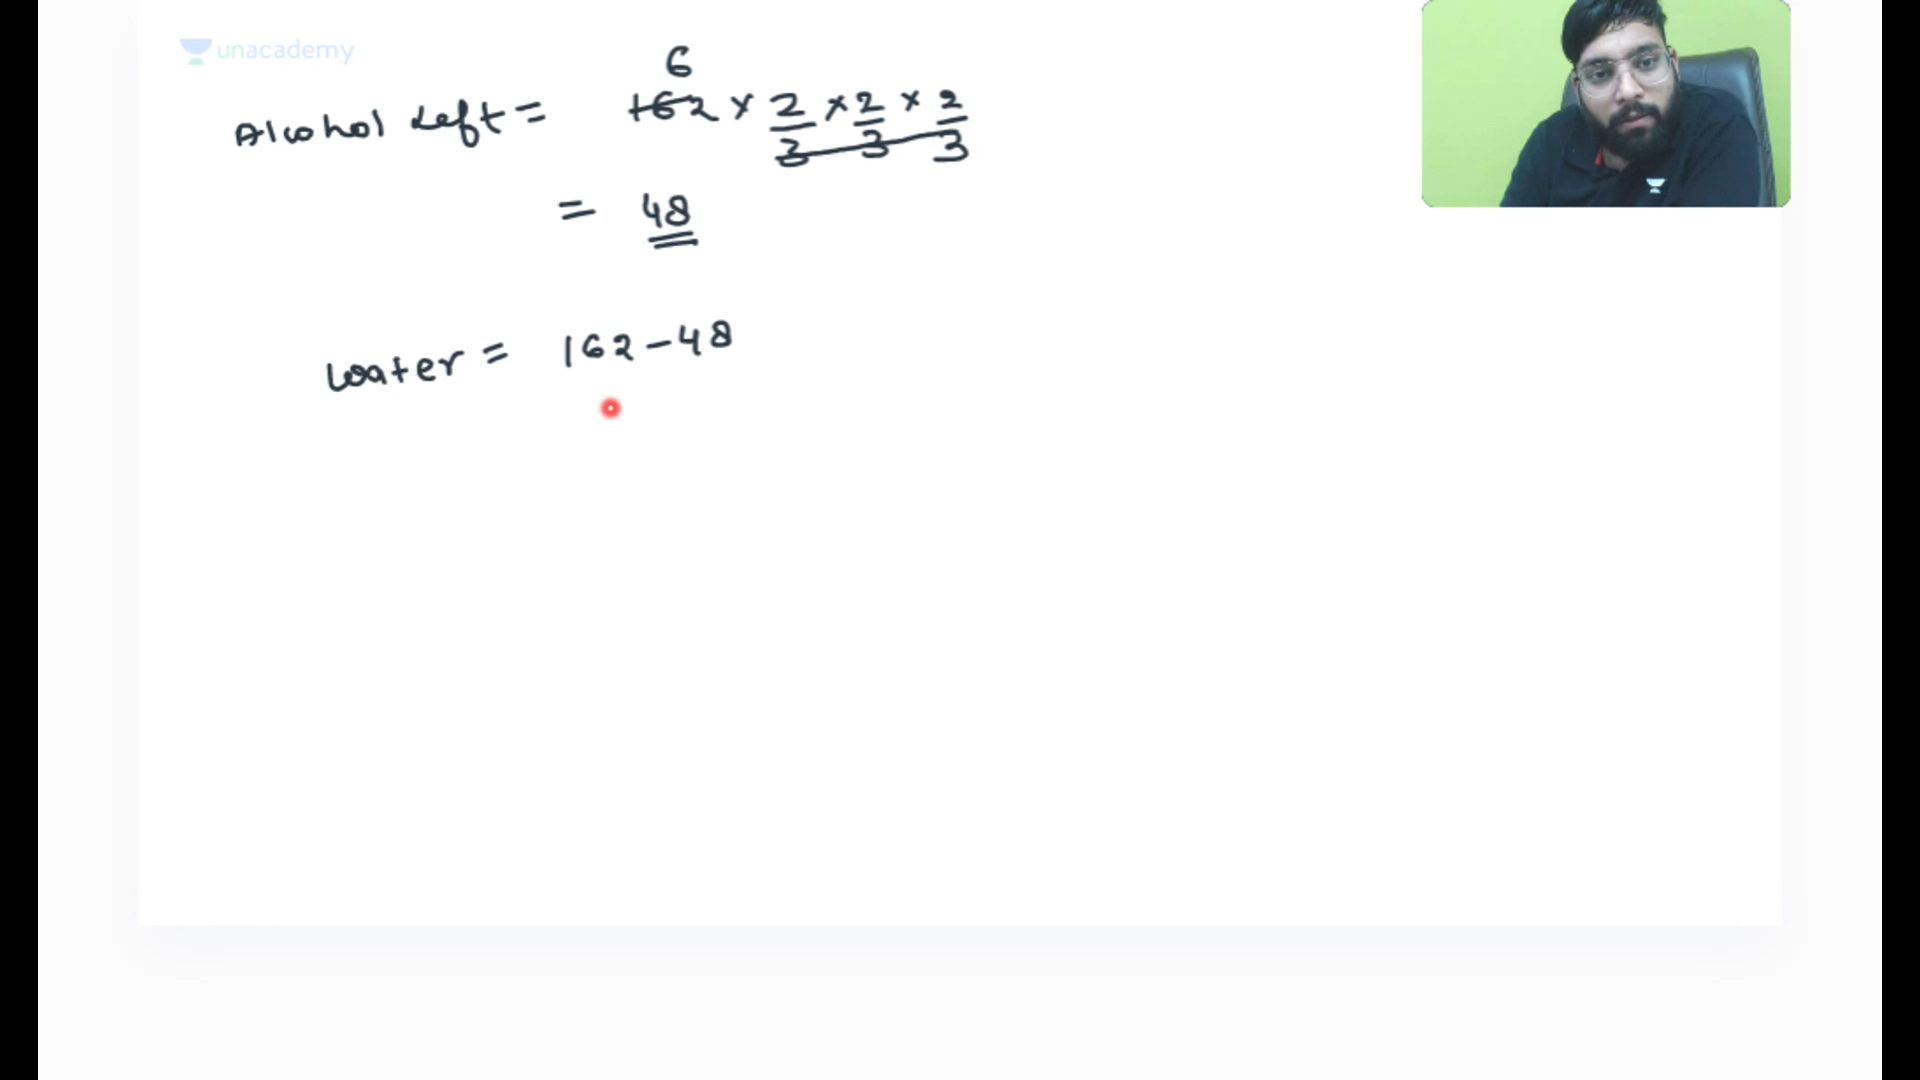 unacademy
6
Alcohol Left = 162 × 2/3 × 2/3 × 2/3
= 48
Water = 162 - 48